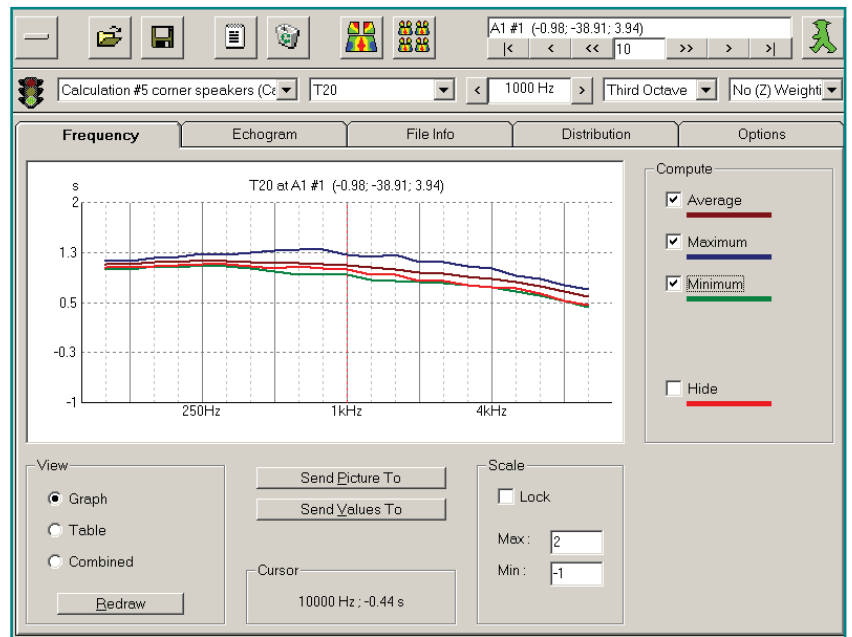 A1 #1 (-0.98; -38.91; 3.94)
|< < << 10 >> > >|
Calculation #5 corner speakers (Ce T20 < 1000 Hz > Third Octave No (Z) Weighti
Frequency Echogram File Info Distribution Options
T20 at A1 #1 (-0.98; -38.91; 3.94)
s
2
1.3
0.5
-0.3
-1
250Hz 1kHz 4kHz
Compute
Average
Maximum
Minimum
Hide
View
Graph
Table
Combined
Redraw
Send Picture To
Send Values To
Cursor
10000 Hz ; -0.44 s
Scale
Lock
Max : 2
Min : -1